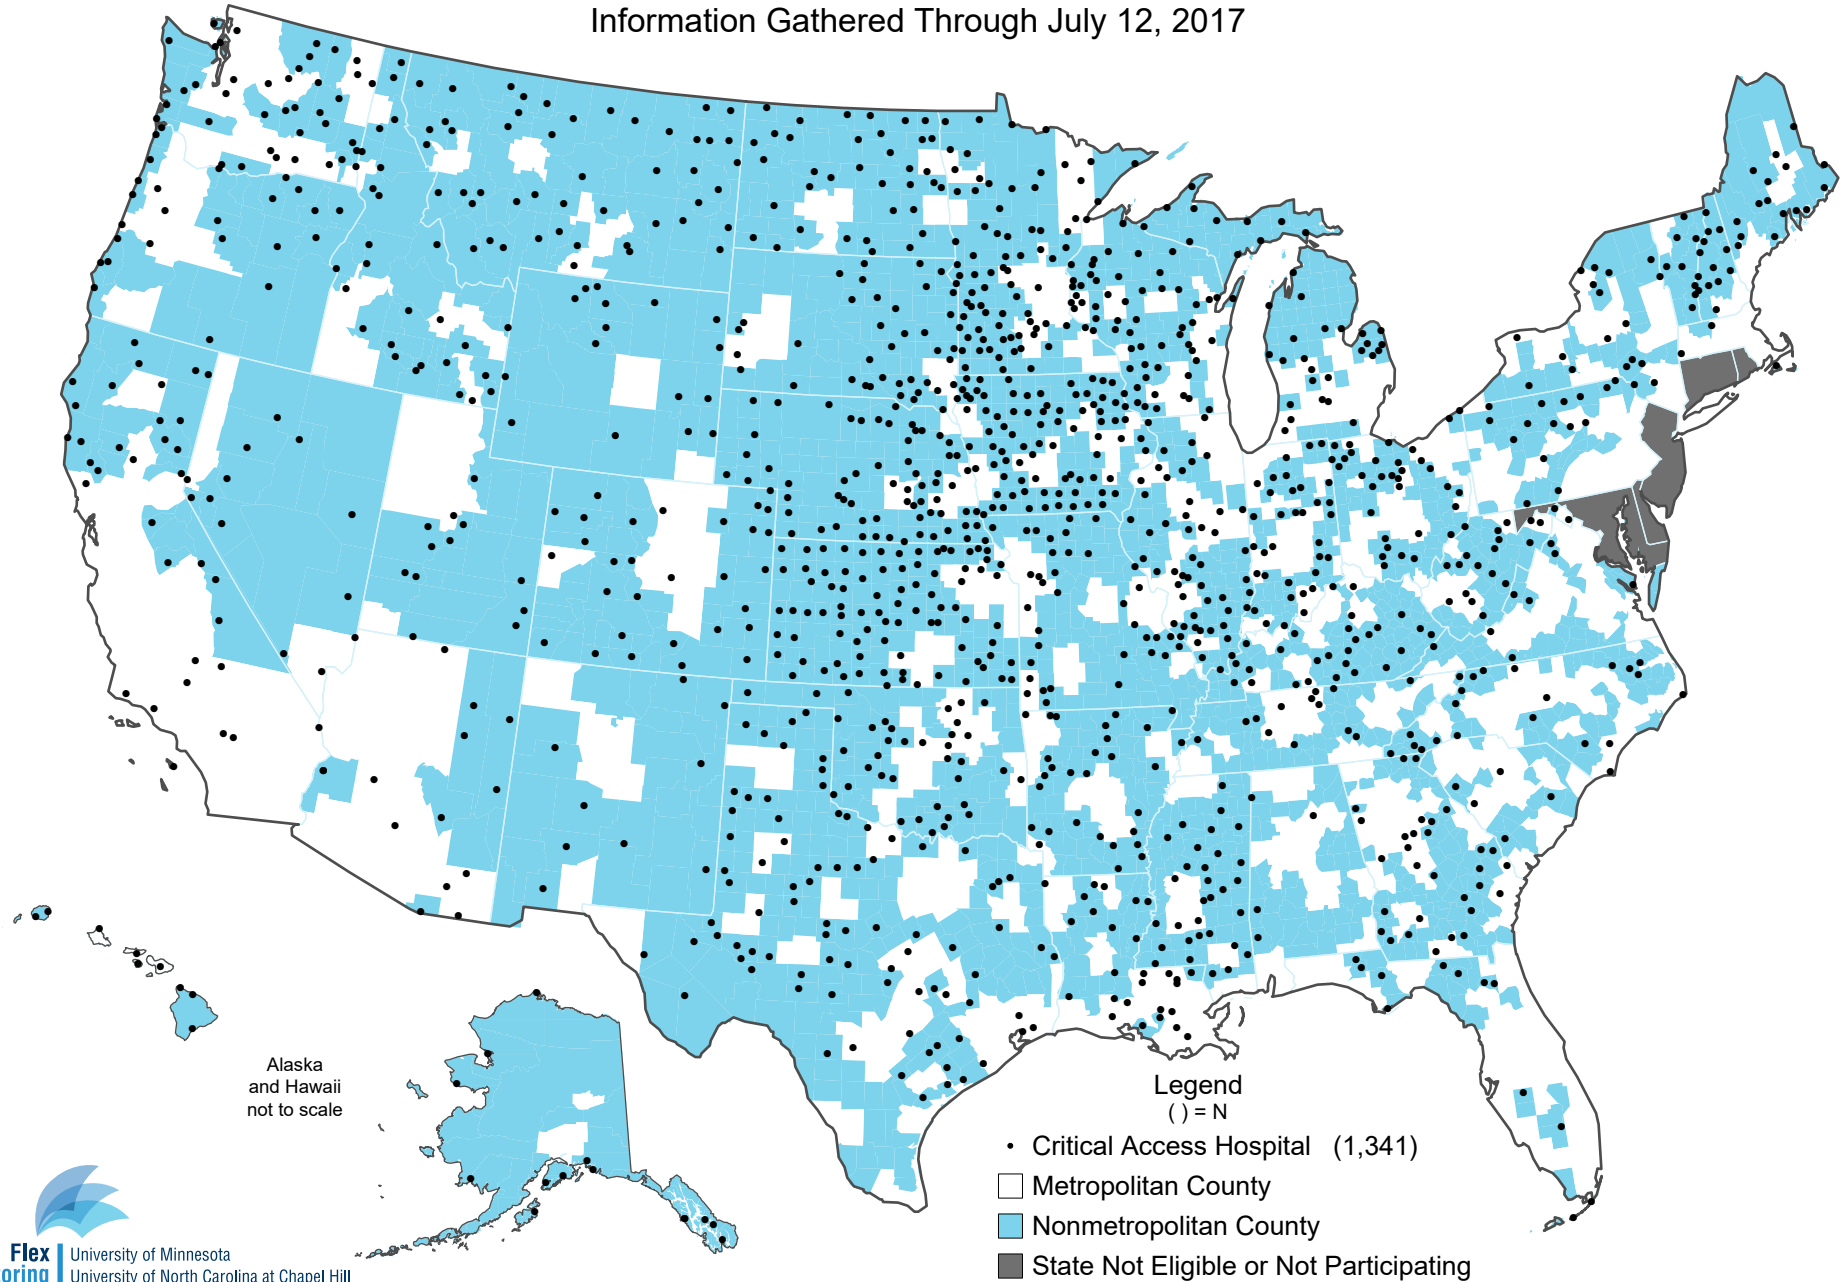 Information Gathered Through July 12, 2017
Alaska
and Hawaii
not to scale
Legend
( ) = N
Critical Access Hospital (1,341)
Metropolitan County
Nonmetropolitan County
State Not Eligible or Not Participating
Flex
University of Minnesota
toring
University of North Carolina at Chapel Hill